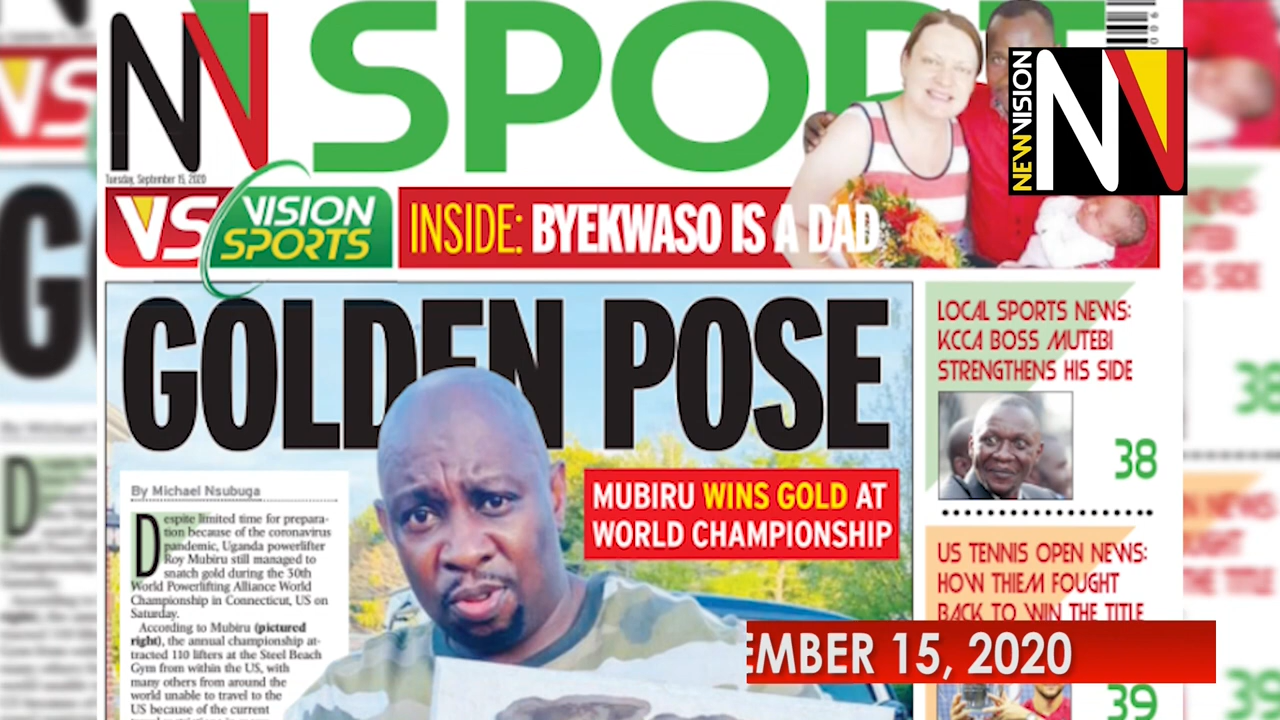 SPORT
NEW VISION
Tuesday, September 15, 2020
VS VISION
SPORTS
INSIDE: BYEKWASO IS A DAD
GOLDEN POSE
MUBIRU WINS GOLD AT
WORLD CHAMPIONSHIP
By Michael Nsubuga
Despite limited time for prepara-
tion because of the coronavirus
pandemic, Uganda powerlifter
Roy Mubiru still managed to
snatch gold during the 30th
World Powerlifting Alliance World
Championship in Connecticut, US on
Saturday.
According to Mubiru (pictured
right), the annual championship at-
tracted 110 lifters at the Steel Beach
Gym from within the US, with
many others from around the
world unable to travel to the
US because of the current
LOCAL SPORTS NEWS:
KCCA BOSS MUTEBI
STRENGTHENS HIS SIDE
38
US TENNIS OPEN NEWS:
HOW THIEM FOUGHT
BACK TO WIN THE TITLE
39
EMBER 15, 2020